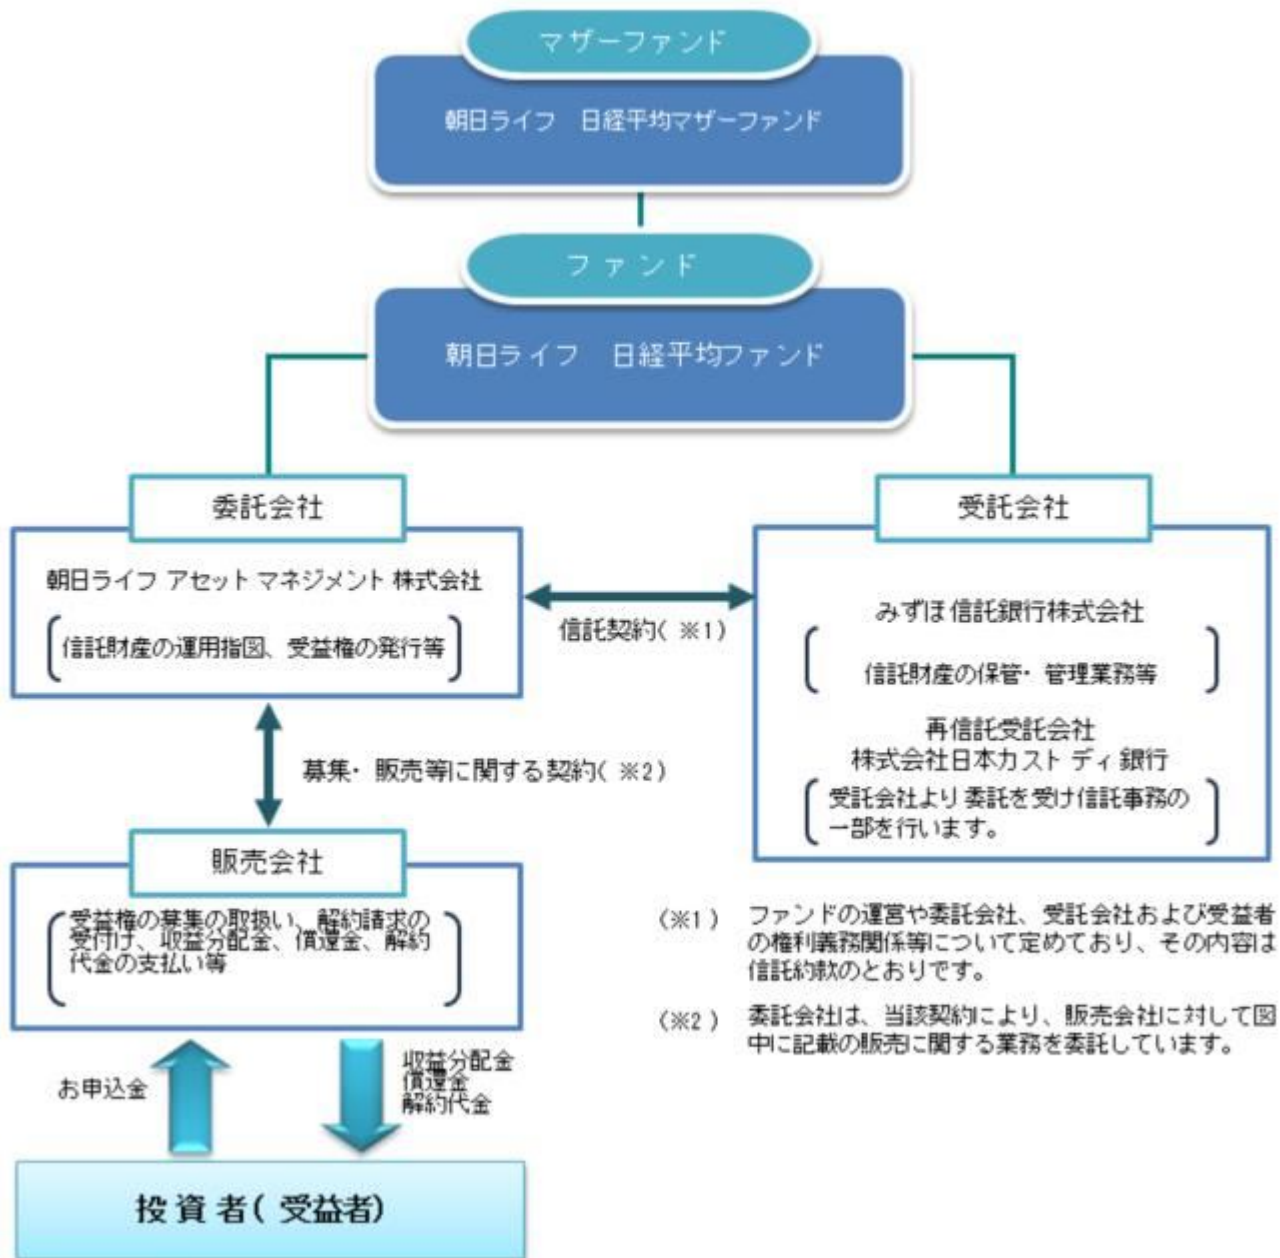 マザーファンド
朝日ライフ 日経平均マザーファンド
ファンド
朝日ライフ 日経平均ファンド
委託会社
朝日ライフ アセット マネジメント 株式会社
信託財産の運用指図、受益権の発行等
信託契約( ※1)
受託会社
みずほ信託銀行株式会社
信託財産の保管・管理業務等
再信託受託会社
株式会社日本カストディ銀行
受託会社より委託を受け信託事務の
一部を行います。
募集・販売等に関する契約( ※2)
販売会社
受益権の募集の取扱い、解約請求の
受付け、収益分配金、償還金、解約
代金の支払い等
(※1) ファンドの運営や委託会社、受託会社および受益者
の権利義務関係等について定めており、その内容は
信託約款のとおりです。
(※2) 委託会社は、当該契約により、販売会社に対して図
中に記載の販売に関する業務を委託しています。
お申込金
収益分配金
償還金
解約代金
投資者( 受益者)